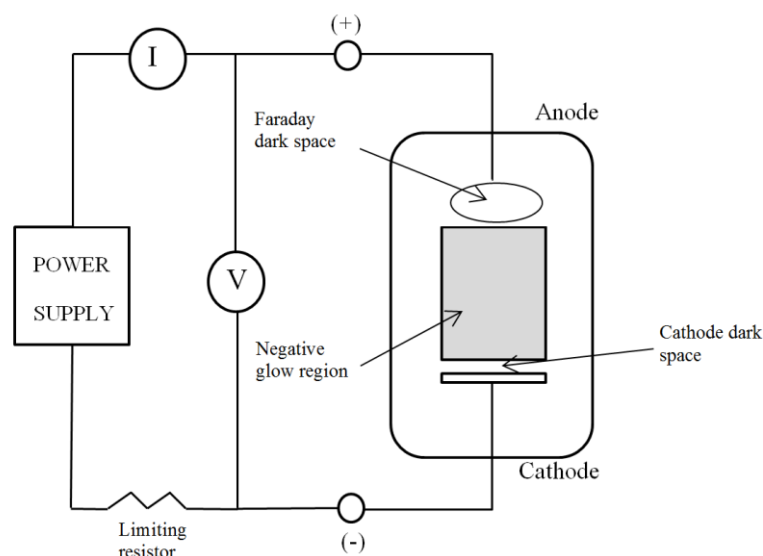 (+)
I
Anode
Faraday
dark space
POWER
SUPPLY
V
Negative
glow region
Cathode dark
space
Cathode
Limiting
resistor
(-)